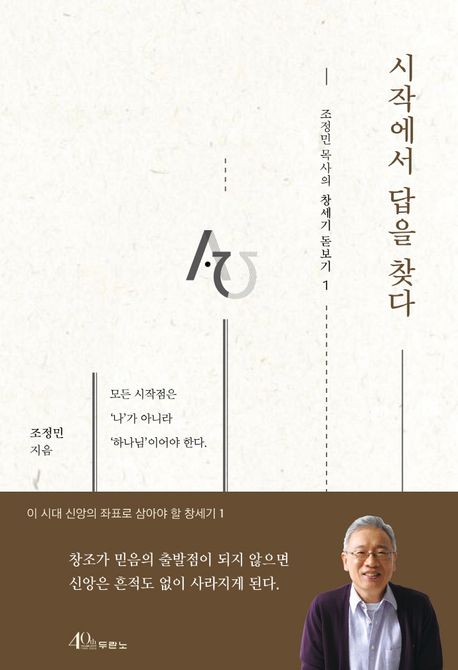 시작에서 답을 찾다
조정민 목사의 창세기 돋보기 1
모든 시작점은
‘나’가 아니라
‘하나님’이어야 한다.
조정민
지음
이 시대 신앙의 좌표로 삼아야 할 창세기 1
창조가 믿음의 출발점이 되지 않으면
신앙은 흔적도 없이 사라지게 된다.
40th 두란노